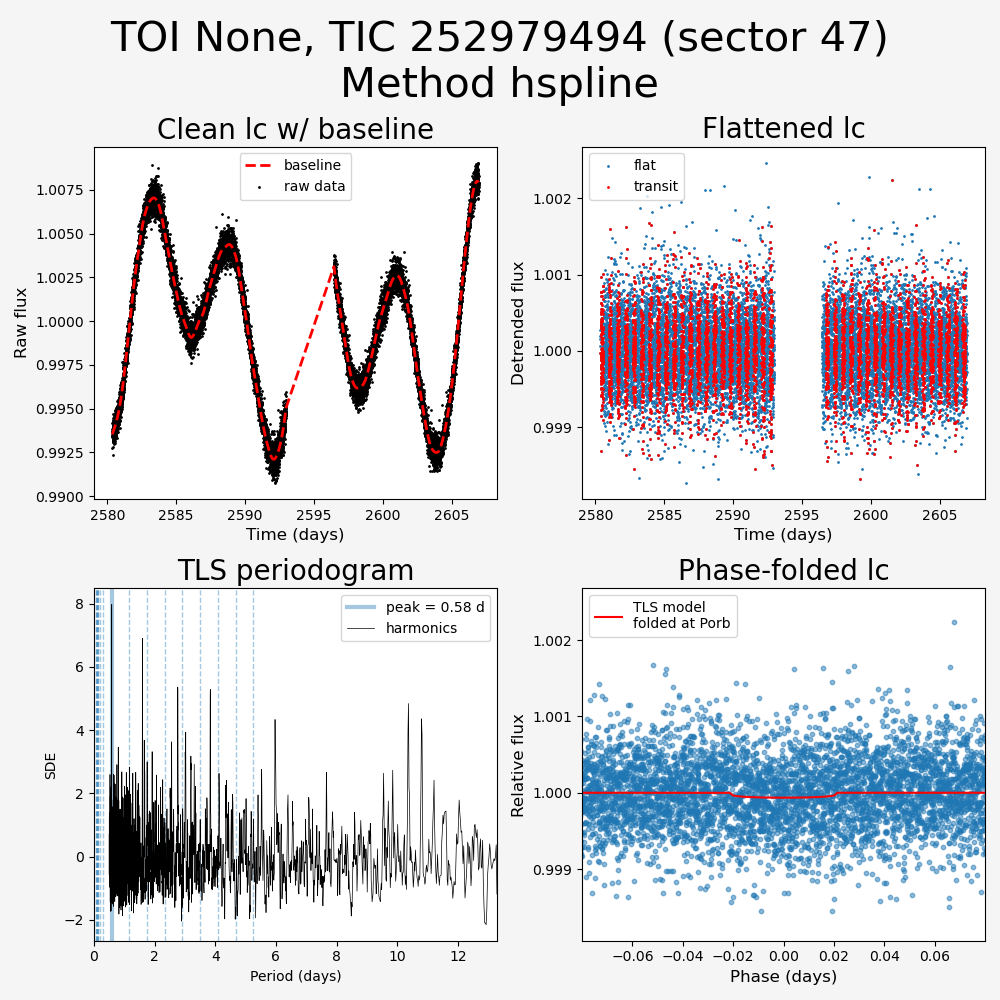 TOI None, TIC 252979494 (sector 47)
Method hspline
Clean lc w/ baseline
baseline
raw data
Raw flux
1.0075
1.0050
1.0025
1.0000
0.9975
0.9950
0.9925
0.9900
2580 2585 2590 2595 2600 2605
Time (days)
Flattened lc
flat
transit
Detrended flux
1.002
1.001
1.000
0.999
2580 2585 2590 2595 2600 2605
Time (days)
TLS periodogram
peak = 0.58 d
harmonics
SDE
8
6
4
2
0
−2
0 2 4 6 8 10 12
Period (days)
Phase-folded lc
TLS model
folded at Porb
Relative flux
1.002
1.001
1.000
0.999
−0.06 −0.04 −0.02 0.00 0.02 0.04 0.06
Phase (days)